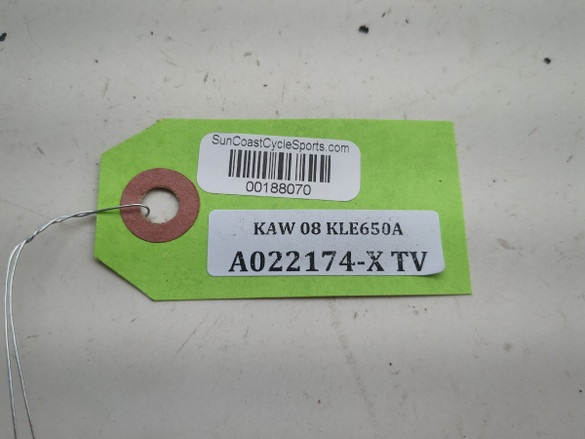 SunCoastCycleSports.com
00188070
KAW 08 KLE650A
A022174-X TV